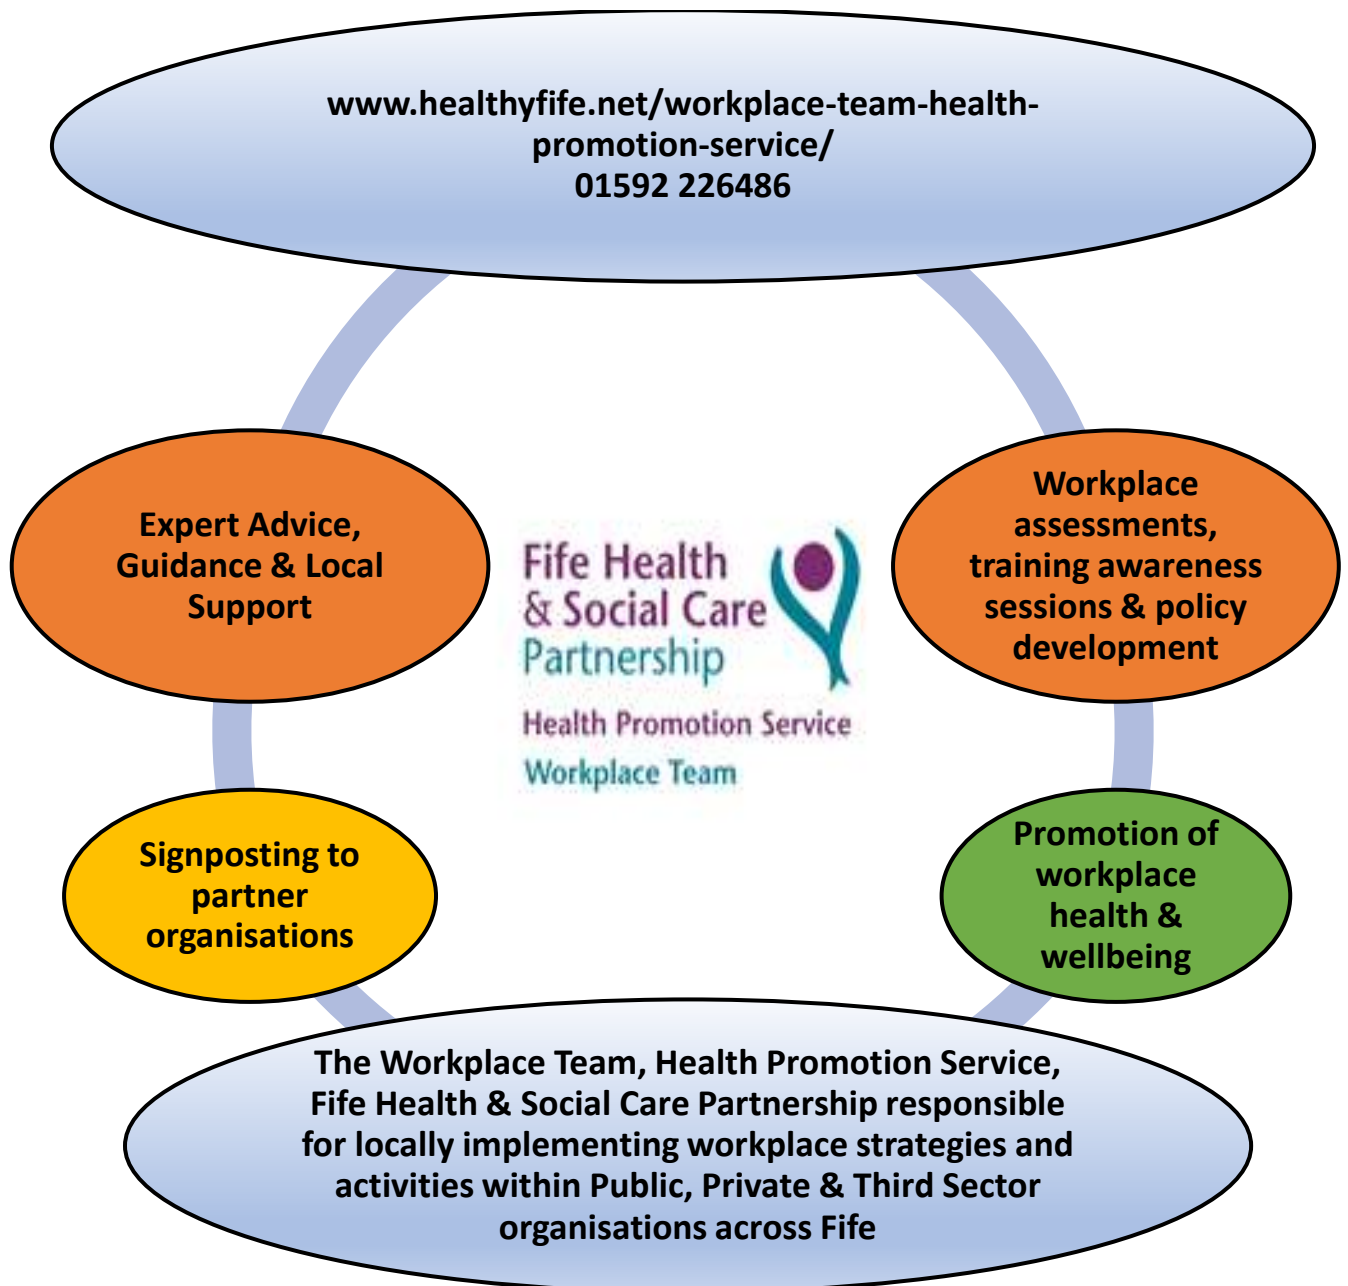 www.healthyfife.net/workplace-team-health-
promotion-service/
01592 226486
Expert Advice,
Guidance & Local
Support
Workplace
assessments,
training awareness
sessions & policy
development
Fife Health
& Social Care
Partnership
Health Promotion Service
Workplace Team
Signposting to
partner
organisations
Promotion of
workplace
health &
wellbeing
The Workplace Team, Health Promotion Service,
Fife Health & Social Care Partnership responsible
for locally implementing workplace strategies and
activities within Public, Private & Third Sector
organisations across Fife